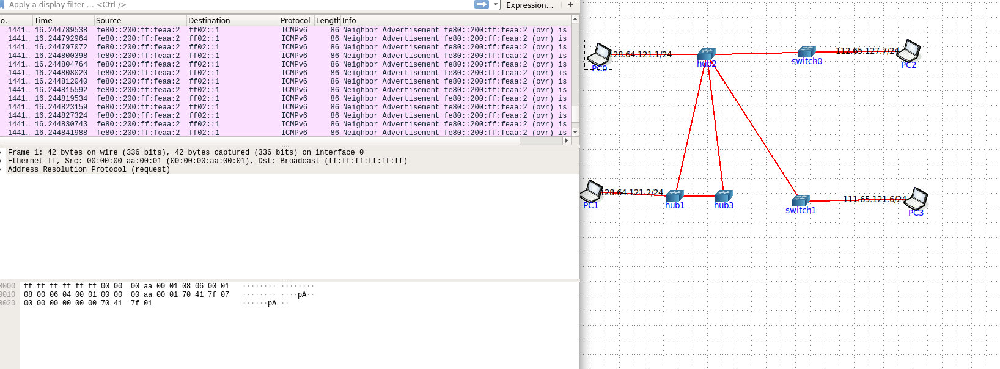 Apply a display filter … <Ctrl-/> Expression… +
o. Time Source Destination Protocol Length Info
1441… 16.244789538 fe80::200:ff:feaa:2 ff02::1 ICMPv6 86 Neighbor Advertisement fe80::200:ff:feaa:2 (ovr) is
1441… 16.244792964 fe80::200:ff:feaa:2 ff02::1 ICMPv6 86 Neighbor Advertisement fe80::200:ff:feaa:2 (ovr) is
1441… 16.244797072 fe80::200:ff:feaa:2 ff02::1 ICMPv6 86 Neighbor Advertisement fe80::200:ff:feaa:2 (ovr) is
1441… 16.244800398 fe80::200:ff:feaa:2 ff02::1 ICMPv6 86 Neighbor Advertisement fe80::200:ff:feaa:2 (ovr) is
1441… 16.244804764 fe80::200:ff:feaa:2 ff02::1 ICMPv6 86 Neighbor Advertisement fe80::200:ff:feaa:2 (ovr) is
1441… 16.244808020 fe80::200:ff:feaa:2 ff02::1 ICMPv6 86 Neighbor Advertisement fe80::200:ff:feaa:2 (ovr) is
1441… 16.244812040 fe80::200:ff:feaa:2 ff02::1 ICMPv6 86 Neighbor Advertisement fe80::200:ff:feaa:2 (ovr) is
1441… 16.244815592 fe80::200:ff:feaa:2 ff02::1 ICMPv6 86 Neighbor Advertisement fe80::200:ff:feaa:2 (ovr) is
1441… 16.244819534 fe80::200:ff:feaa:2 ff02::1 ICMPv6 86 Neighbor Advertisement fe80::200:ff:feaa:2 (ovr) is
1441… 16.244823159 fe80::200:ff:feaa:2 ff02::1 ICMPv6 86 Neighbor Advertisement fe80::200:ff:feaa:2 (ovr) is
1441… 16.244827324 fe80::200:ff:feaa:2 ff02::1 ICMPv6 86 Neighbor Advertisement fe80::200:ff:feaa:2 (ovr) is
1441… 16.244830743 fe80::200:ff:feaa:2 ff02::1 ICMPv6 86 Neighbor Advertisement fe80::200:ff:feaa:2 (ovr) is
1441… 16.244841988 fe80::200:ff:feaa:2 ff02::1 ICMPv6 86 Neighbor Advertisement fe80::200:ff:feaa:2 (ovr) is
Frame 1: 42 bytes on wire (336 bits), 42 bytes captured (336 bits) on interface 0
Ethernet II, Src: 00:00:00_aa:00:01 (00:00:00:aa:00:01), Dst: Broadcast (ff:ff:ff:ff:ff:ff)
Address Resolution Protocol (request)
0000 ff ff ff ff ff ff 00 00 00 aa 00 01 08 06 00 01 ········ ········
0010 08 00 06 04 00 01 00 00 00 aa 00 01 70 41 7f 07 ········ ····pA··
0020 00 00 00 00 00 00 70 41 7f 01 ······pA ··
28.64.121.1/24
PC0
hub2
switch0
112.65.127.7/24
PC2
28.64.121.2/24
PC1
hub1
hub3
switch1
111.65.121.6/24
PC3